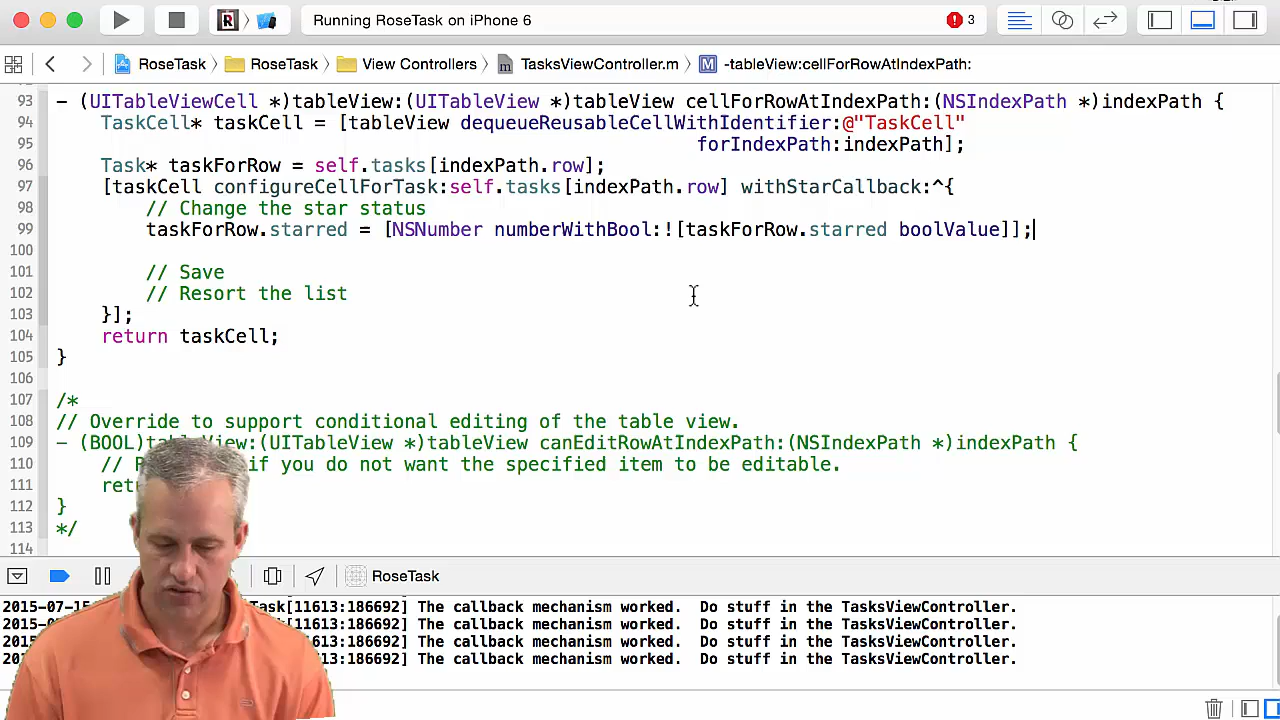 Running RoseTask on iPhone 6
3
RoseTask
RoseTask
View Controllers
TasksViewController.m
M
-tableView:cellForRowAtIndexPath:
93 - (UITableViewCell *)tableView:(UITableView *)tableView cellForRowAtIndexPath:(NSIndexPath *)indexPath {
94 TaskCell* taskCell = [tableView dequeueReusableCellWithIdentifier:@"TaskCell"
95 forIndexPath:indexPath];
96 Task* taskForRow = self.tasks[indexPath.row];
97 [taskCell configureCellForTask:self.tasks[indexPath.row] withStarCallback:^{
98 // Change the star status
99 taskForRow.starred = [NSNumber numberWithBool:![taskForRow.starred boolValue]];
100
101 // Save
102 // Resort the list
103 }];
104 return taskCell;
105 }
106
107 /*
108 // Override to support conditional editing of the table view.
109 - (BOOL)tableView:(UITableView *)tableView canEditRowAtIndexPath:(NSIndexPath *)indexPath {
110 // if you do not want the specified item to be editable.
111
112 }
113 */
114
RoseTask
2015-07-15 Task[11613:186692] The callback mechanism worked. Do stuff in the TasksViewController.
:186692] The callback mechanism worked. Do stuff in the TasksViewController.
:186692] The callback mechanism worked. Do stuff in the TasksViewController.
:186692] The callback mechanism worked. Do stuff in the TasksViewController.